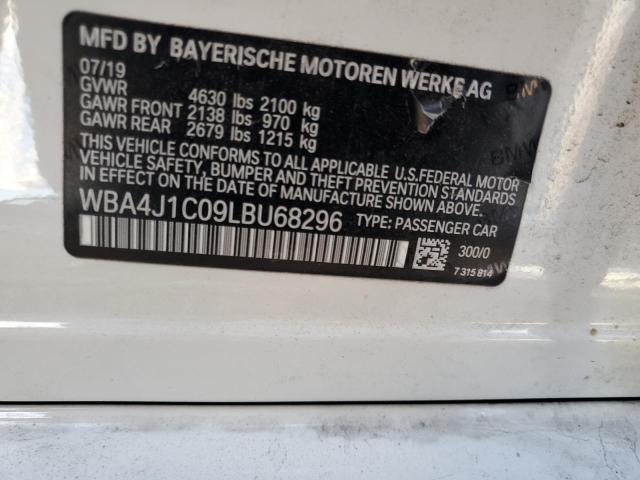 MFD BY BAYERISCHE MOTOREN WERKE AG
07/19
GVWR 4630 lbs 2100 kg
GAWR FRONT 2138 lbs 970 kg
GAWR REAR 2679 lbs 1215 kg
THIS VEHICLE CONFORMS TO ALL APPLICABLE U.S.FEDERAL MOTOR
VEHICLE SAFETY, BUMPER AND THEFT PREVENTION STANDARDS
IN EFFECT ON THE DATE OF MANUFACTURE SHOWN ABOVE.
WBA4J1C09LBU68296 TYPE: PASSENGER CAR
300/0
7 315 814